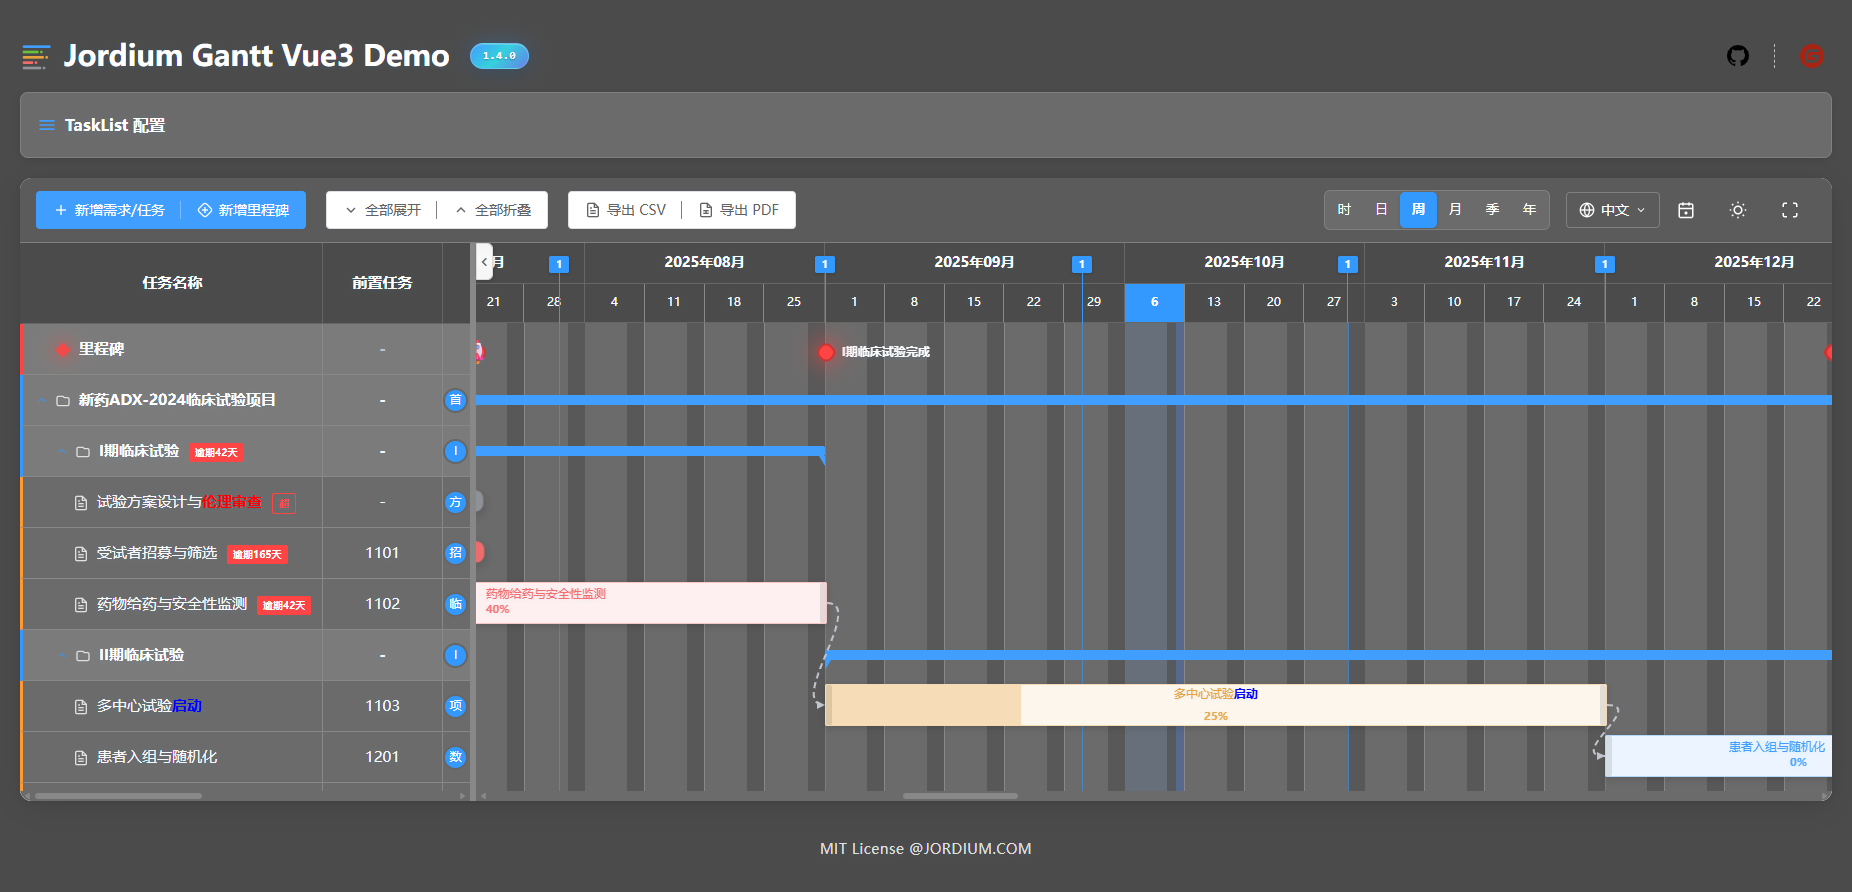 Jordium Gantt Vue3 Demo 1.4.0
TaskList 配置
新增需求/任务 新增里程碑 全部展开 全部折叠 导出 CSV 导出 PDF 时 日 周 月 季 年 中文
任务名称 前置任务
月 2025年08月 2025年09月 2025年10月 2025年11月 2025年12月
1 1 1 1 1
21 28 4 11 18 25 1 8 15 22 29 6 13 20 27 3 10 17 24 1 8 15 22
里程碑 - I期临床试验完成
新药ADX-2024临床试验项目 - 首
I期临床试验 逾期42天 - I
试验方案设计与伦理审查 - 方
受试者招募与筛选 逾期165天 1101 招
药物给药与安全性监测 逾期42天 1102 临
药物给药与安全性监测
40%
II期临床试验 - I
多中心试验启动 1103 项
多中心试验启动
25%
患者入组与随机化 1201 数
患者入组与随机化
0%
MIT License @JORDIUM.COM